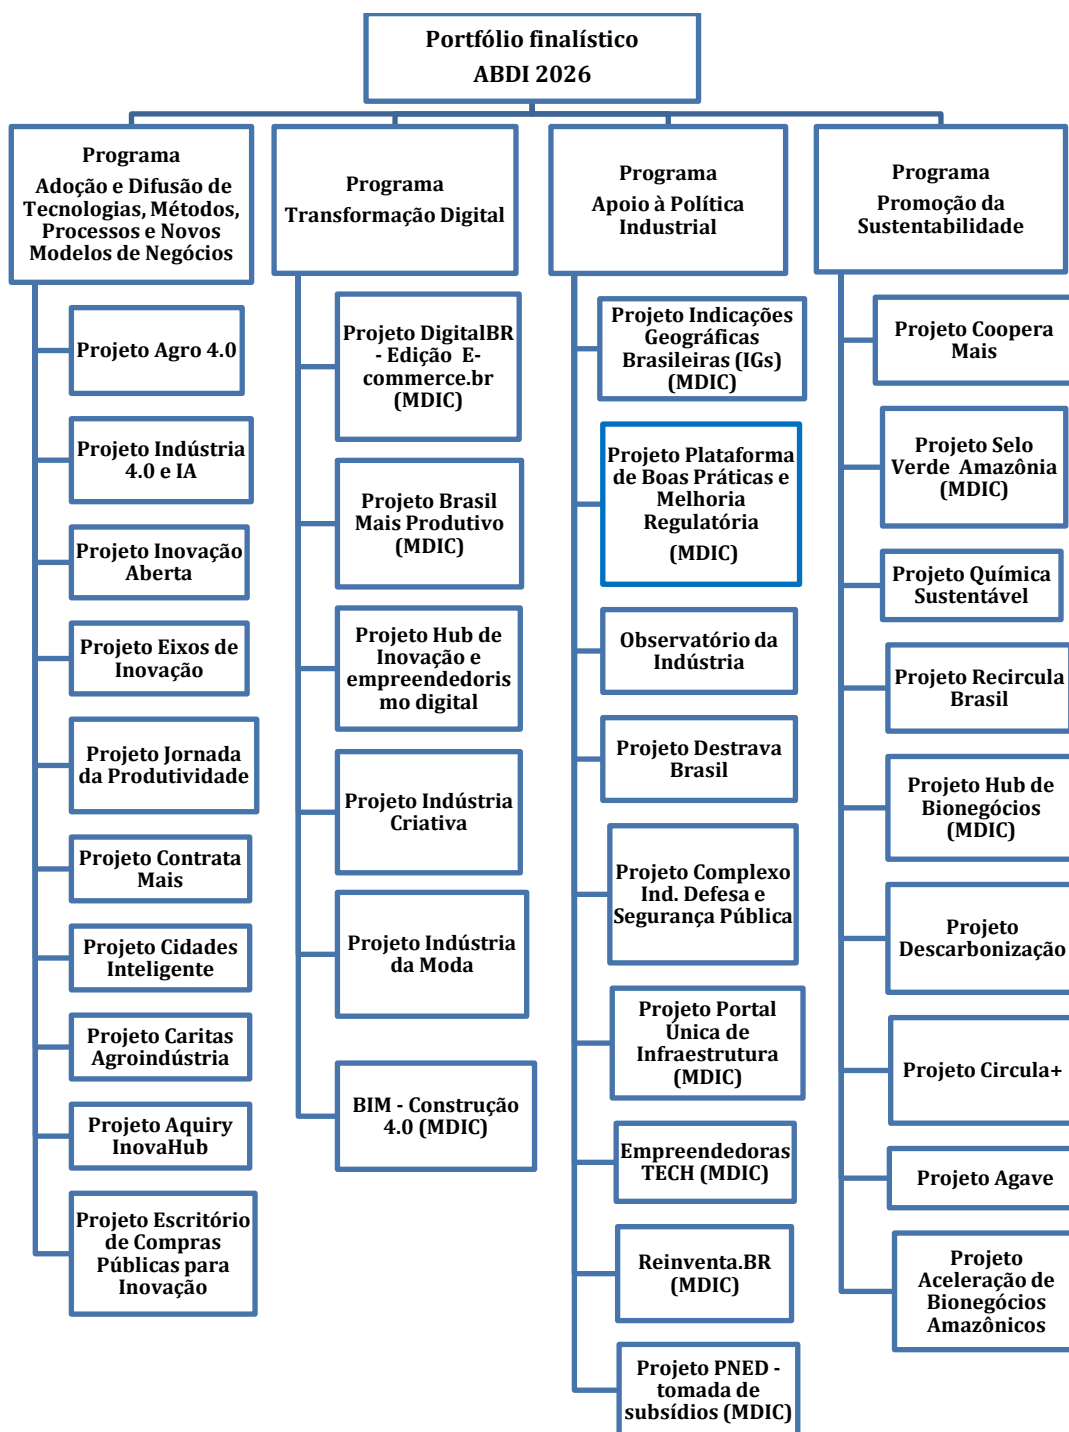 Portfólio finalístico
ABDI 2026
Programa
Adoção e Difusão de
Tecnologias, Métodos,
Processos e Novos
Modelos de Negócios
Projeto Agro 4.0
Projeto Indústria
4.0 e IA
Projeto Inovação
Aberta
Projeto Eixos de
Inovação
Projeto Jornada
da Produtividade
Projeto Contrata
Mais
Projeto Cidades
Inteligente
Projeto Caritas
Agroindústria
Projeto Aquiry
InovaHub
Projeto Escritório
de Compras
Públicas para
Inovação
Programa
Transformação Digital
Projeto DigitalBR
- Edição E-
commerce.br
(MDIC)
Projeto Brasil
Mais Produtivo
(MDIC)
Projeto Hub de
Inovação e
empreendedoris
mo digital
Projeto Indústria
Criativa
Projeto Indústria
da Moda
BIM - Construção
4.0 (MDIC)
Programa
Apoio à Política
Industrial
Projeto Indicações
Geográficas
Brasileiras (IGs)
(MDIC)
Projeto Plataforma
de Boas Práticas e
Melhoria
Regulatória
(MDIC)
Observatório da
Indústria
Projeto Destrava
Brasil
Projeto Complexo
Ind. Defesa e
Segurança Pública
Projeto Portal
Única de
Infraestrutura
(MDIC)
Empreendedoras
TECH (MDIC)
Reinventa.BR
(MDIC)
Projeto PNED -
tomada de
subsídios (MDIC)
Programa
Promoção da
Sustentabilidade
Projeto Coopera
Mais
Projeto Selo
Verde Amazônia
(MDIC)
Projeto Química
Sustentável
Projeto Recircula
Brasil
Projeto Hub de
Bionegócios
(MDIC)
Projeto
Descarbonização
Projeto Circula+
Projeto Agave
Projeto
Aceleração de
Bionegócios
Amazônicos